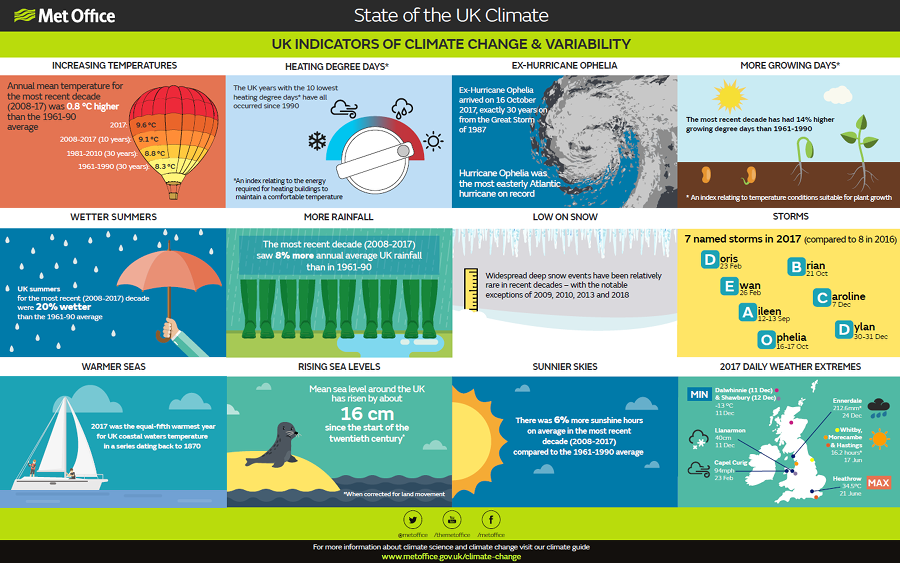 Met Office
State of the UK Climate
UK INDICATORS OF CLIMATE CHANGE & VARIABILITY
INCREASING TEMPERATURES
Annual mean temperature for
the most recent decade
(2008-17) was 0.8 °C higher
than the 1961-1990
average
2017: 9.6 °C
2008-2017 (10 years): 9.1 °C
1981-2010 (30 years): 8.8 °C
1961-1990 (30 years): 8.3 °C
HEATING DEGREE DAYS*
The UK years with the 10 lowest
heating degree days* have all
occurred since 1990
*An index relating to the energy
required for heating buildings to
maintain a comfortable temperature
EX-HURRICANE OPHELIA
Ex-Hurricane Ophelia
arrived on 16 October
2017, exactly 30 years on
from the Great Storm
of 1987
Hurricane Ophelia was
the most easterly Atlantic
hurricane on record
MORE GROWING DAYS*
The most recent decade has had 14% higher
growing degree days than 1961-1990
* An index relating to temperature conditions suitable for plant growth
WETTER SUMMERS
UK summers
for the most recent (2008-2017) decade
were 20% wetter
than the 1961-90 average
MORE RAINFALL
The most recent decade (2008-2017)
saw 8% more annual average UK rainfall
than in 1961-90
LOW ON SNOW
Widespread deep snow events have been relatively
rare in recent decades – with the notable
exceptions of 2009, 2010, 2013 and 2018
STORMS
7 named storms in 2017 (compared to 8 in 2016)
Doris
23 Feb
Brian
21 Oct
Ewan
26 Feb
Caroline
7 Dec
Aileen
12-13 Sep
Dylan
30-31 Dec
Ophelia
16-17 Oct
WARMER SEAS
2017 was the equal-fifth warmest year
for UK coastal waters temperature
in a series dating back to 1870
RISING SEA LEVELS
Mean sea level around the UK
has risen by about
16 cm
since the start of the
twentieth century*
*When corrected for land movement
SUNNIER SKIES
There was 6% more sunshine hours
on average in the most recent
decade (2008-2017)
compared to the 1961-1990 average
2017 DAILY WEATHER EXTREMES
MIN
Dalwhinnie (11 Dec)
& Shawbury (12 Dec)
-13 °C
11 Dec
Llanarmon
40cm
11 Dec
Capel Curig
94mph
23 Feb
Ennerdale
212.6mm*
24 Dec
Whitby,
Morecambe
& Hastings
16.2 hours*
17 Jun
Heathrow
34.5°C
21 June
MAX
@metoffice
/themetoffice
/metoffice
For more information about climate science and climate change visit our climate guide
www.metoffice.gov.uk/climate-change